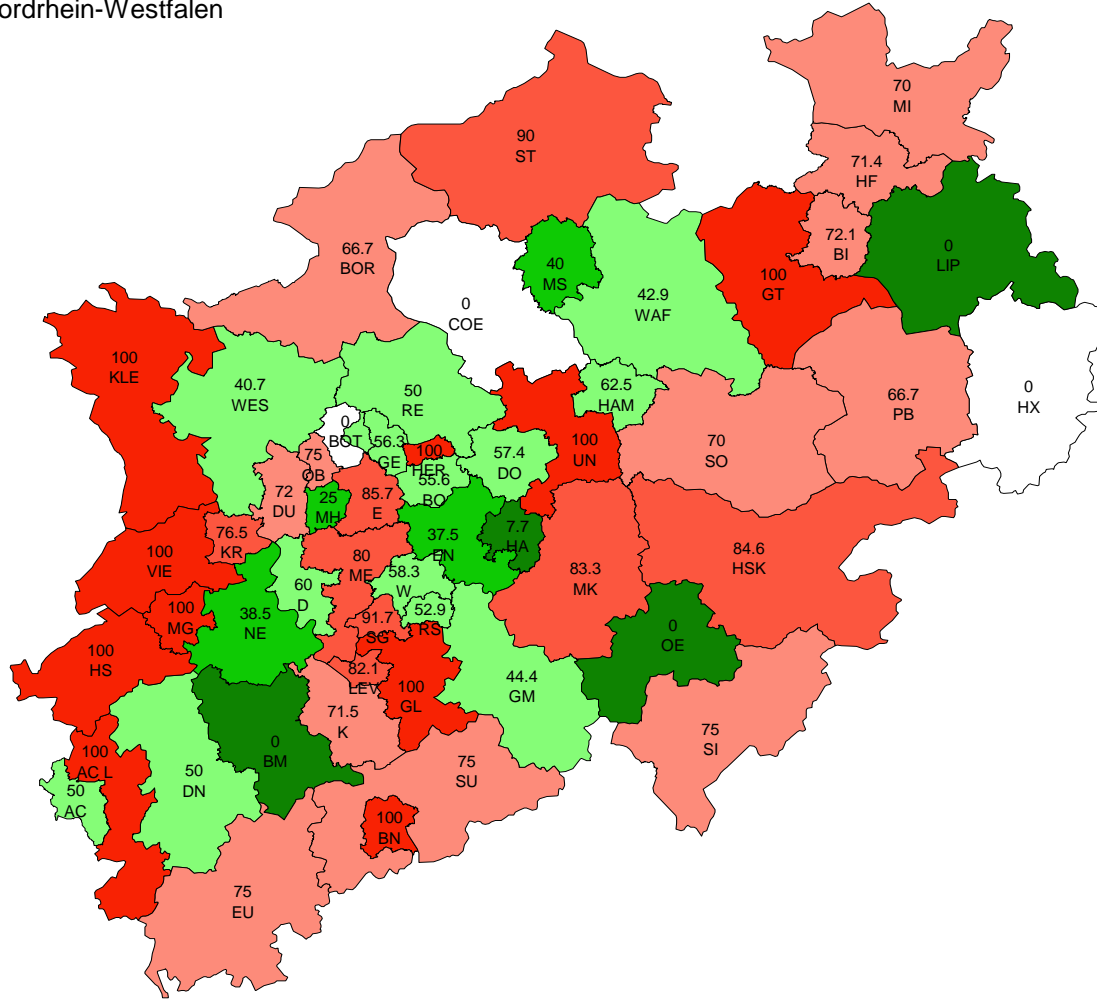 ordrhein-Westfalen
70
MI
90
ST
71.4
HF
72.1
BI
0
LIP
66.7
BOR
40
MS
100
GT
42.9
WAF
0
COE
100
KLE
40.7
WES
50
RE
62.5
HAM
66.7
PB
0
HX
0
BOT
56.3
GE
100
HER
57.4
DO
100
UN
70
SO
75
OB
55.6
BO
72
DU
25
MH
85.7
E
76.5
KR
37.5
EN
7.7
HA
100
VIE
80
ME
58.3
W
83.3
MK
84.6
HSK
60
D
100
MG
38.5
NE
91.7
SG
52.9
RS
0
OE
100
HS
82.1
LEV
100
GL
44.4
GM
71.5
K
75
SI
0
BM
100
AC L
50
DN
75
SU
50
AC
100
BN
75
EU